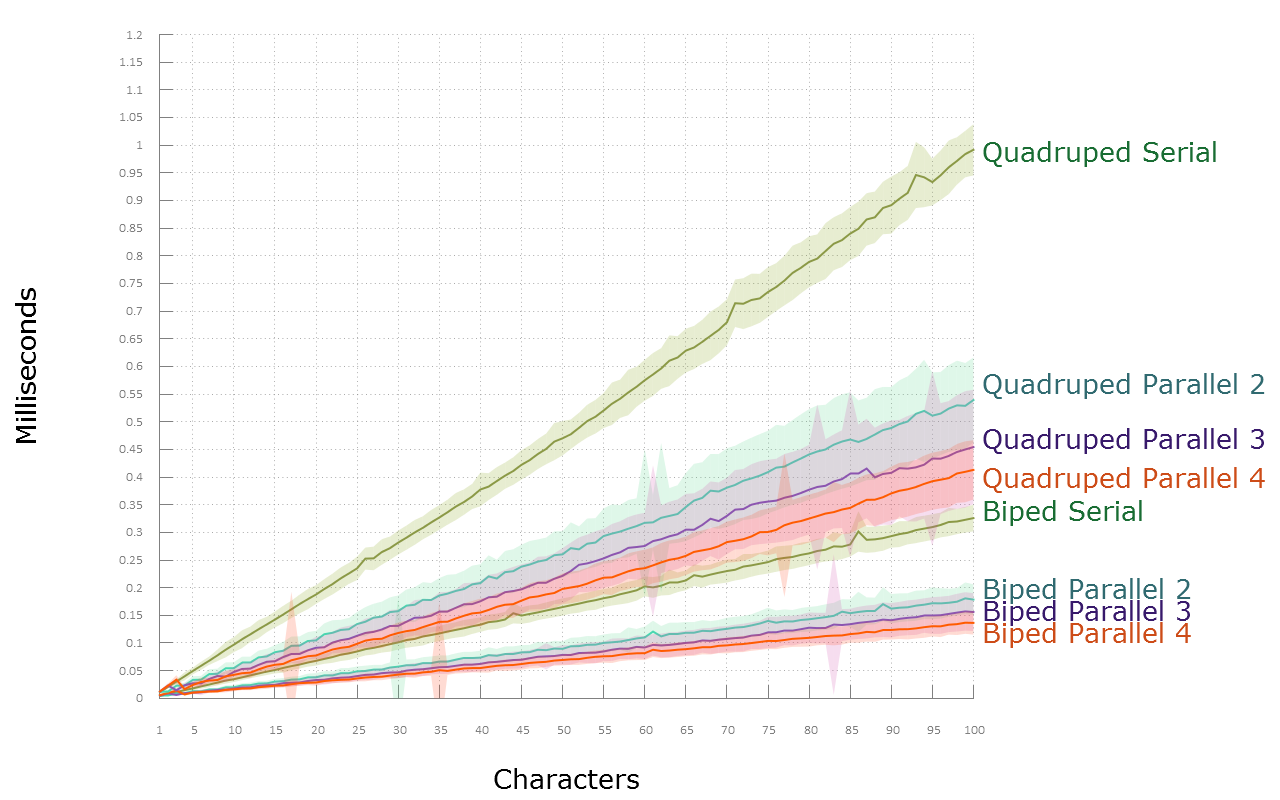 1.2
1.15
1.1
1.05
1
0.95
0.9
0.85
0.8
0.75
0.7
0.65
0.6
0.55
0.5
0.45
0.4
0.35
0.3
0.25
0.2
0.15
0.1
0.05
0
Milliseconds
Quadruped Serial
Quadruped Parallel 2
Quadruped Parallel 3
Quadruped Parallel 4
Biped Serial
Biped Parallel 2
Biped Parallel 3
Biped Parallel 4
1 5 10 15 20 25 30 35 40 45 50 55 60 65 70 75 80 85 90 95 100
Characters